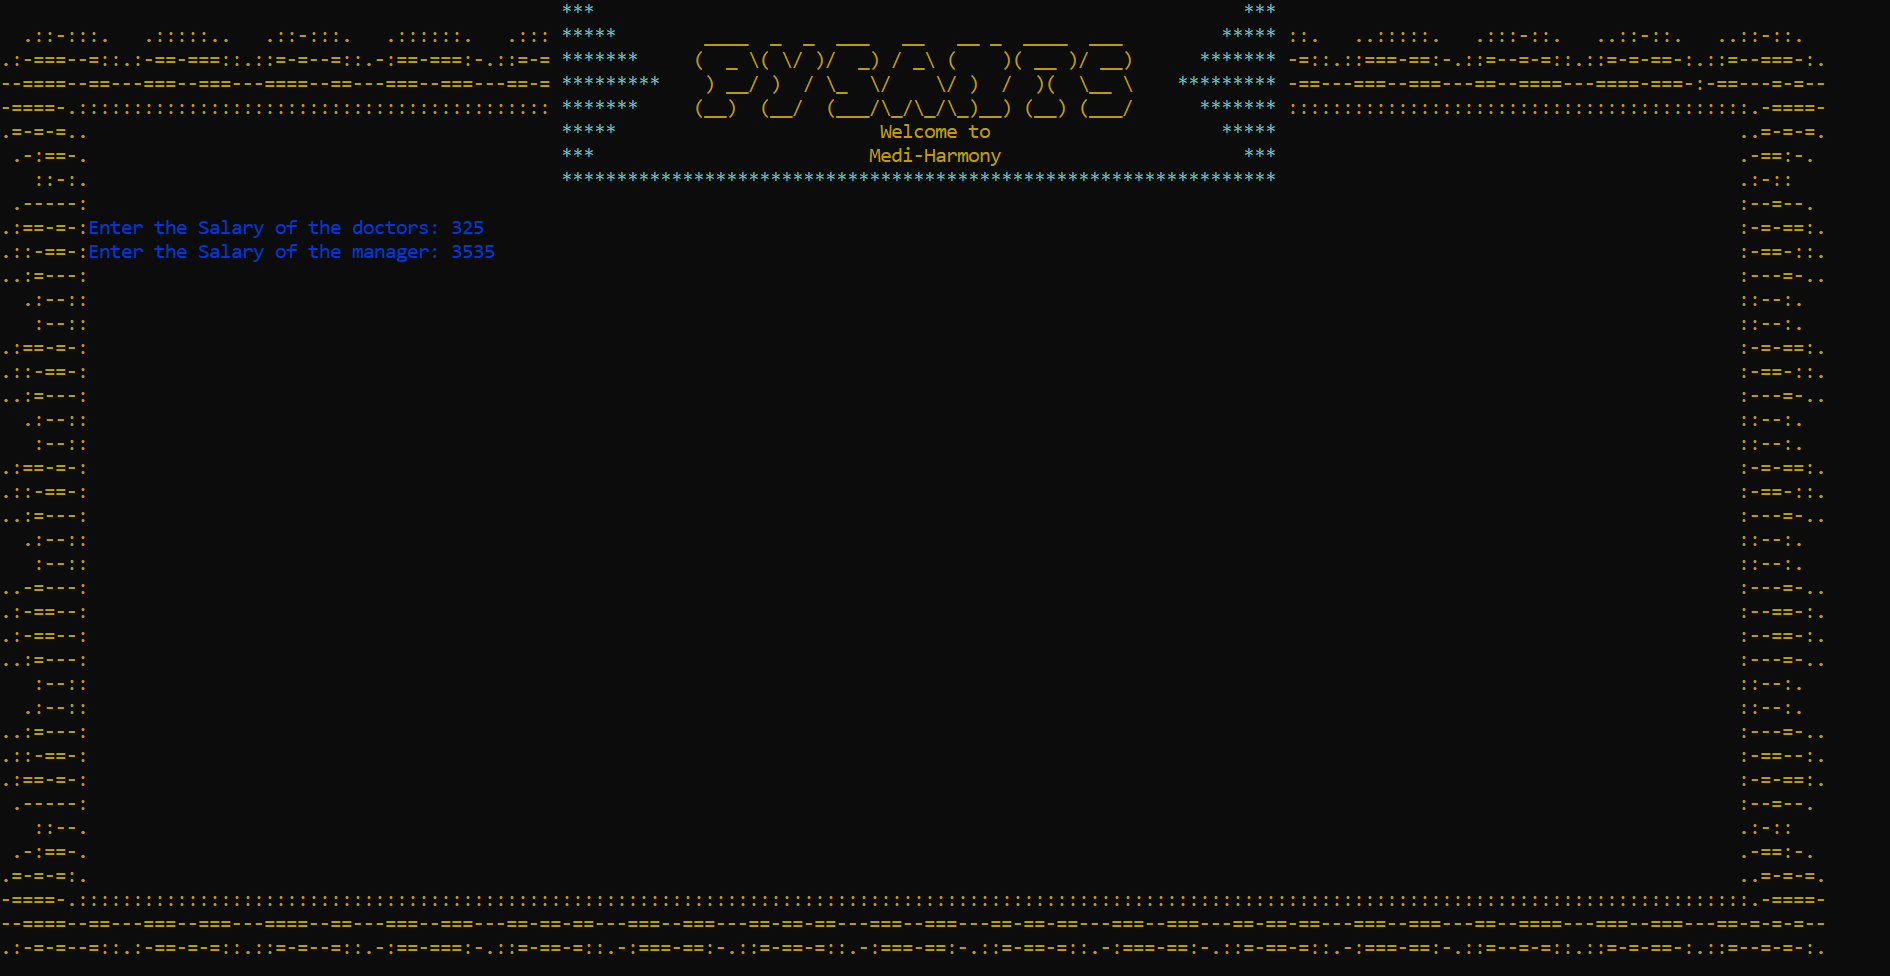 Welcome to
Medi-Harmony
Enter the Salary of the doctors: 325
Enter the Salary of the manager: 3535